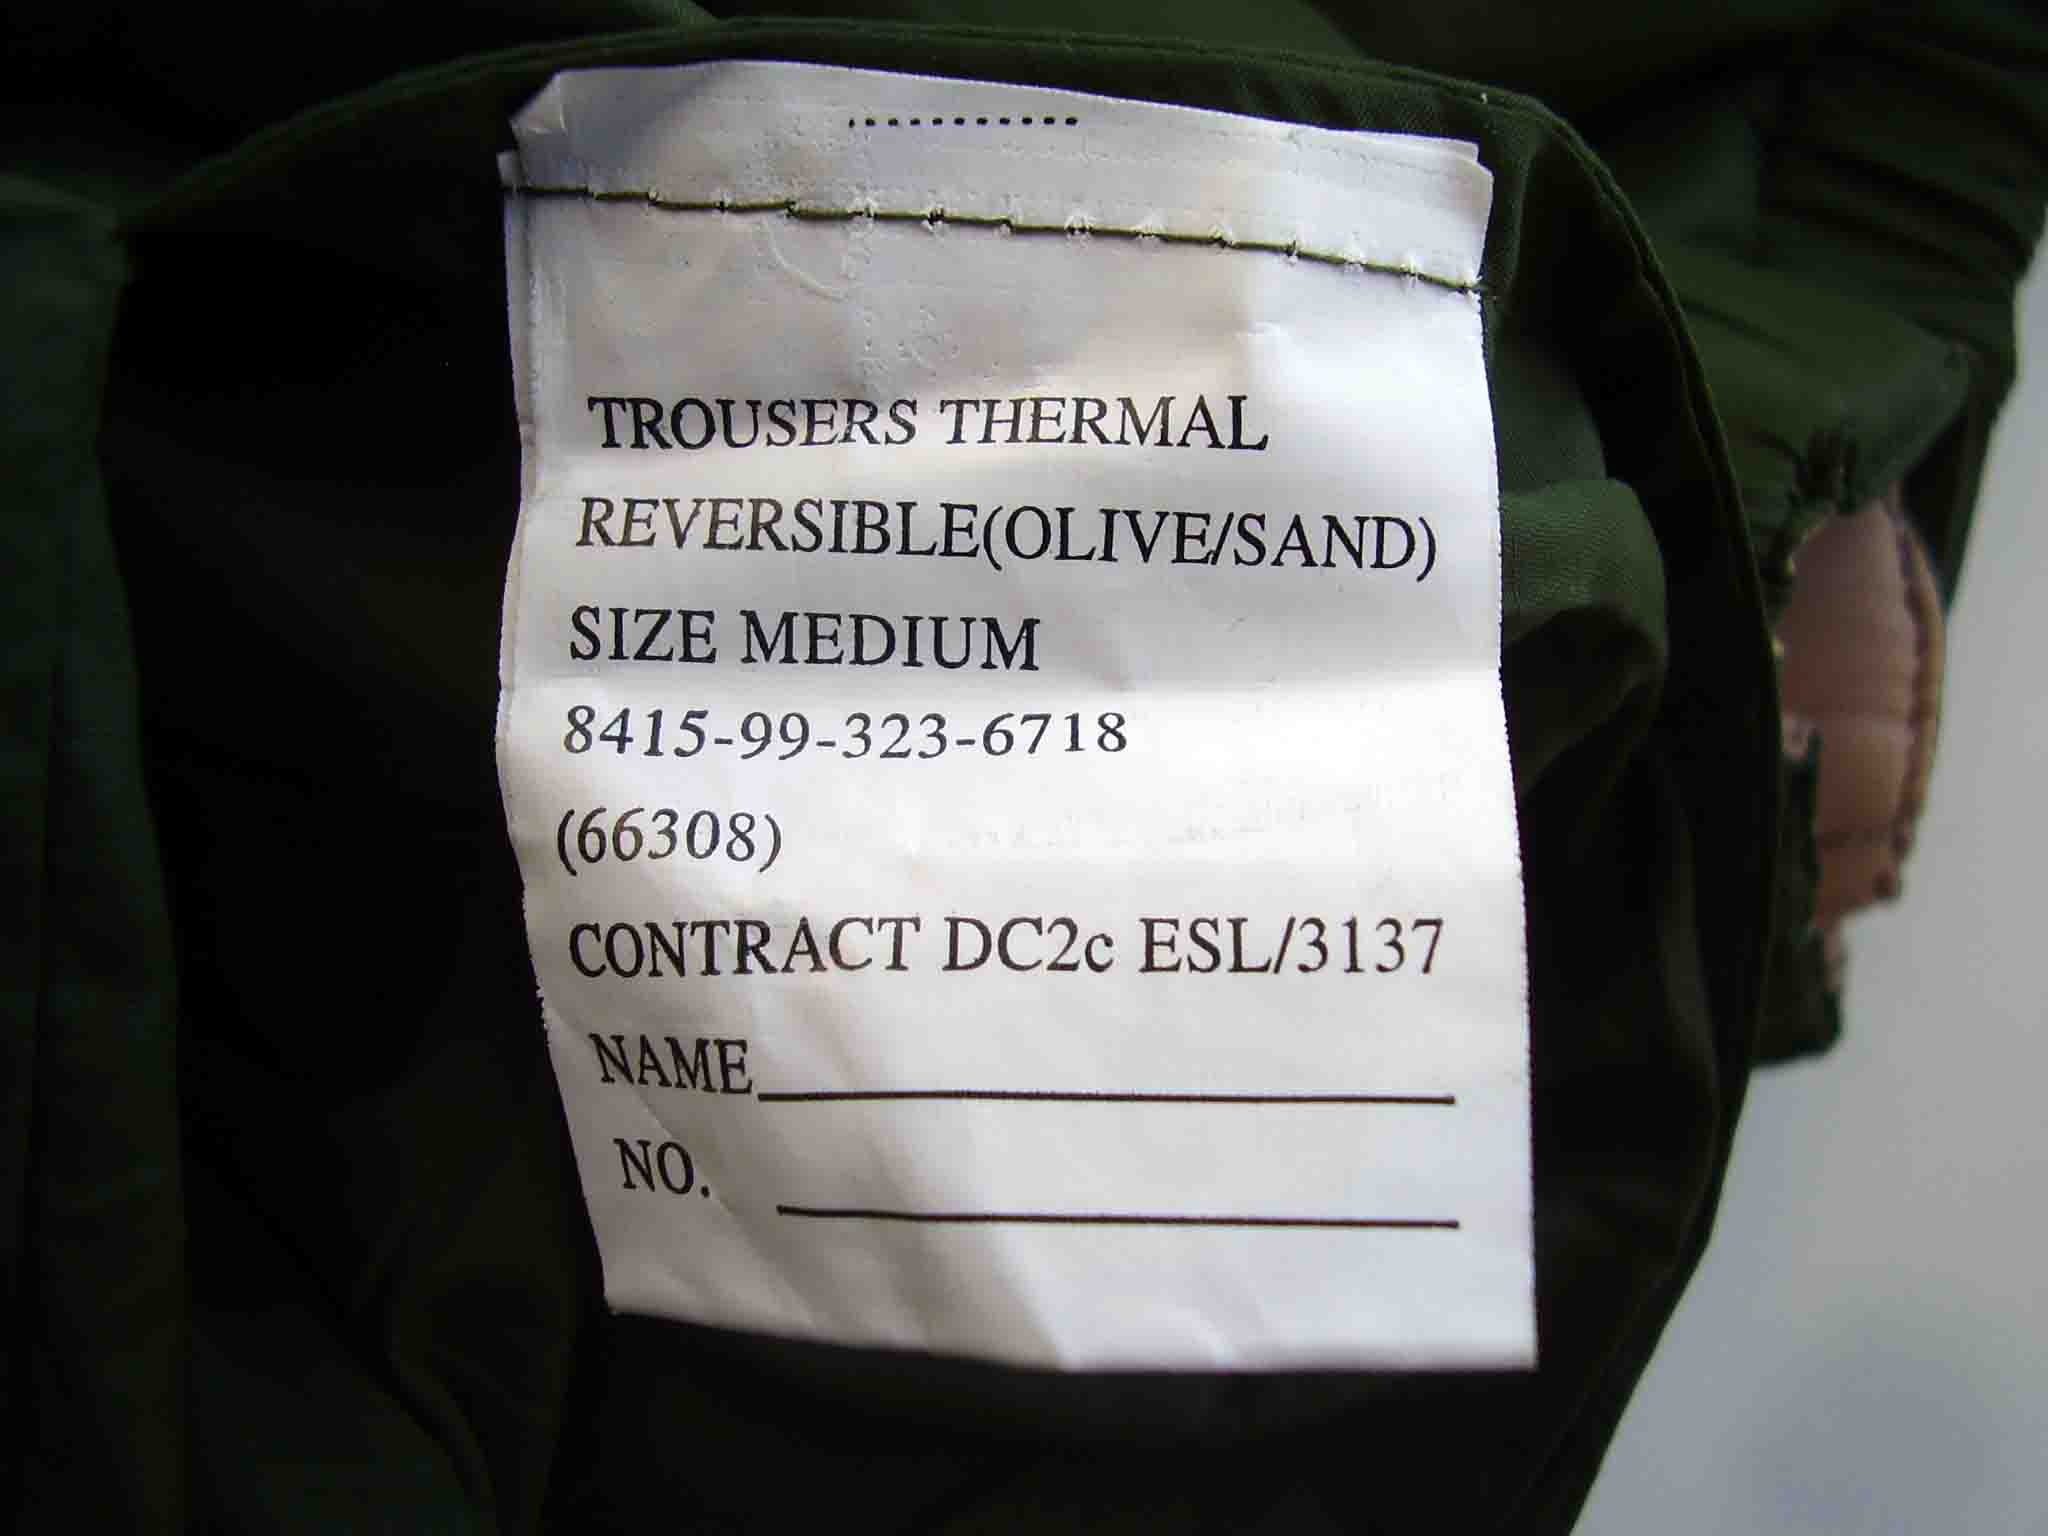 TROUSERS THERMAL
REVERSIBLE(OLIVE/SAND)
SIZE MEDIUM
8415-99-323-6718
(66308)
CONTRACT DC2c ESL/3137
NAME
NO.